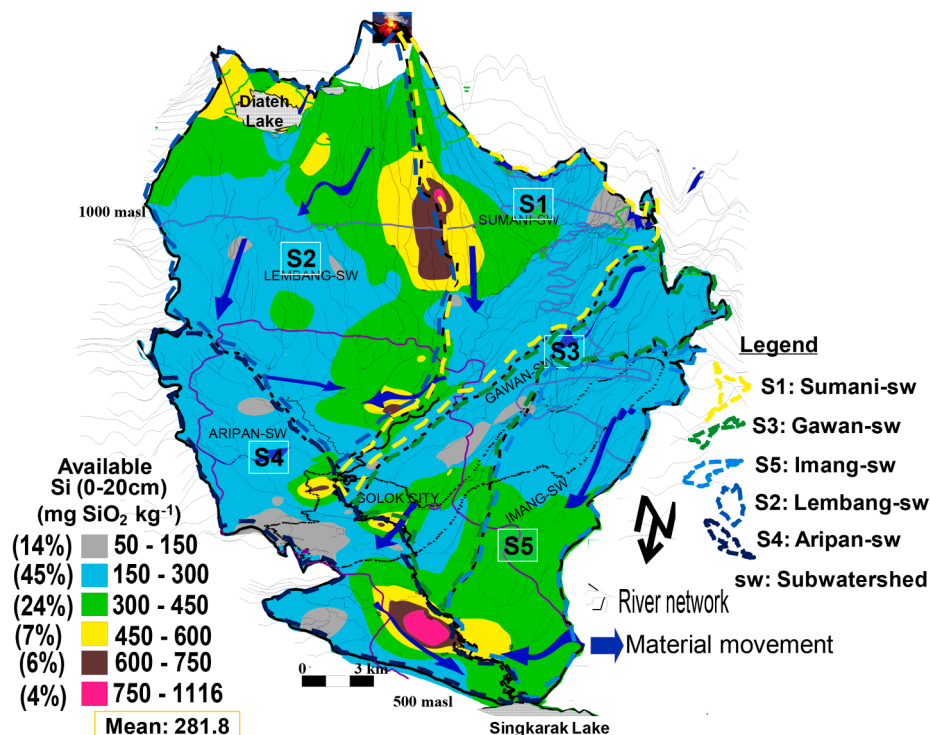 Diateh
Lake
1000 masl
S1
SUMANI-SW
S2
LEMBANG-SW
S3
GAWAN-SW
ARIPAN-SW
S4
SOLOK CITY
IMANG-SW
S5
Legend
S1: Sumani-sw
S3: Gawan-sw
S5: Imang-sw
S2: Lembang-sw
S4: Aripan-sw
sw: Subwatershed
N
River network
Material movement
Available
Si (0-20cm)
(mg SiO₂ kg⁻¹)
(14%) 50 - 150
(45%) 150 - 300
(24%) 300 - 450
(7%) 450 - 600
(6%) 600 - 750
(4%) 750 - 1116
Mean: 281.8
0 3 km
500 masl
Singkarak Lake